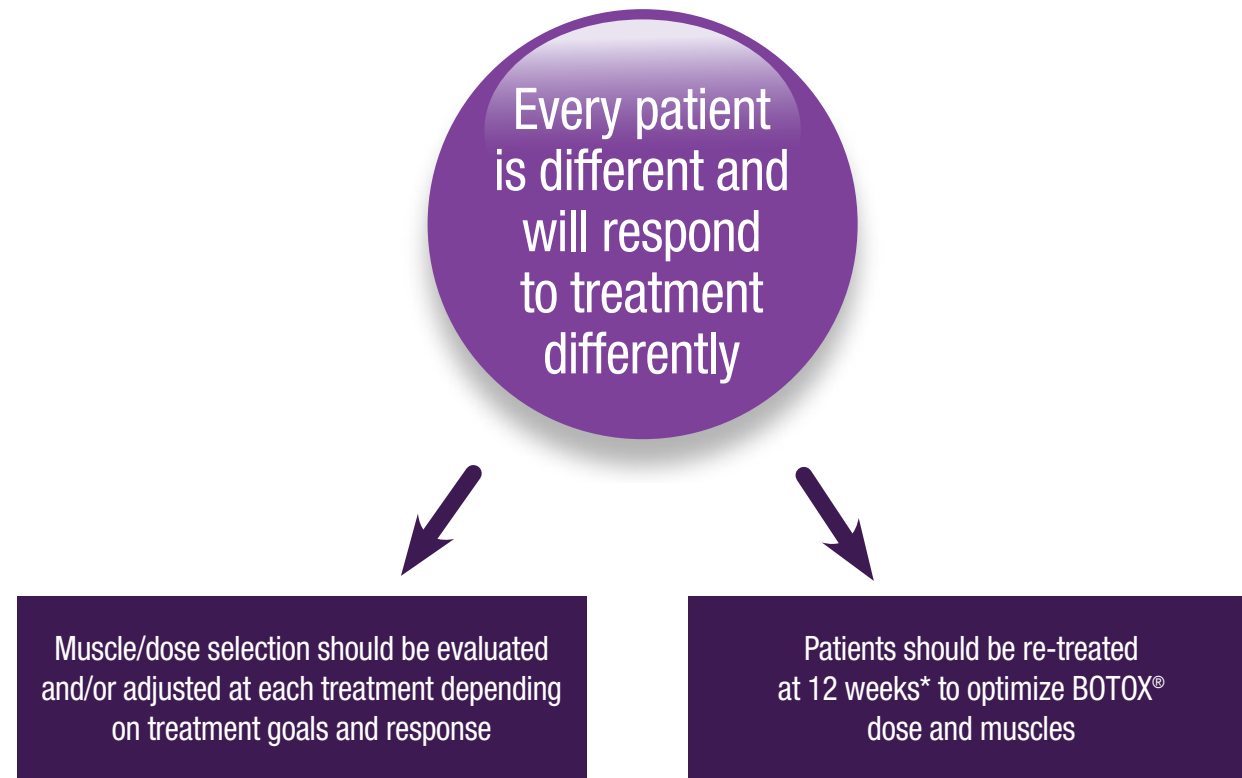 Every patient
is different and
will respond
to treatment
differently
Muscle/dose selection should be evaluated
and/or adjusted at each treatment depending
on treatment goals and response
Patients should be re-treated
at 12 weeks* to optimize BOTOX®
dose and muscles